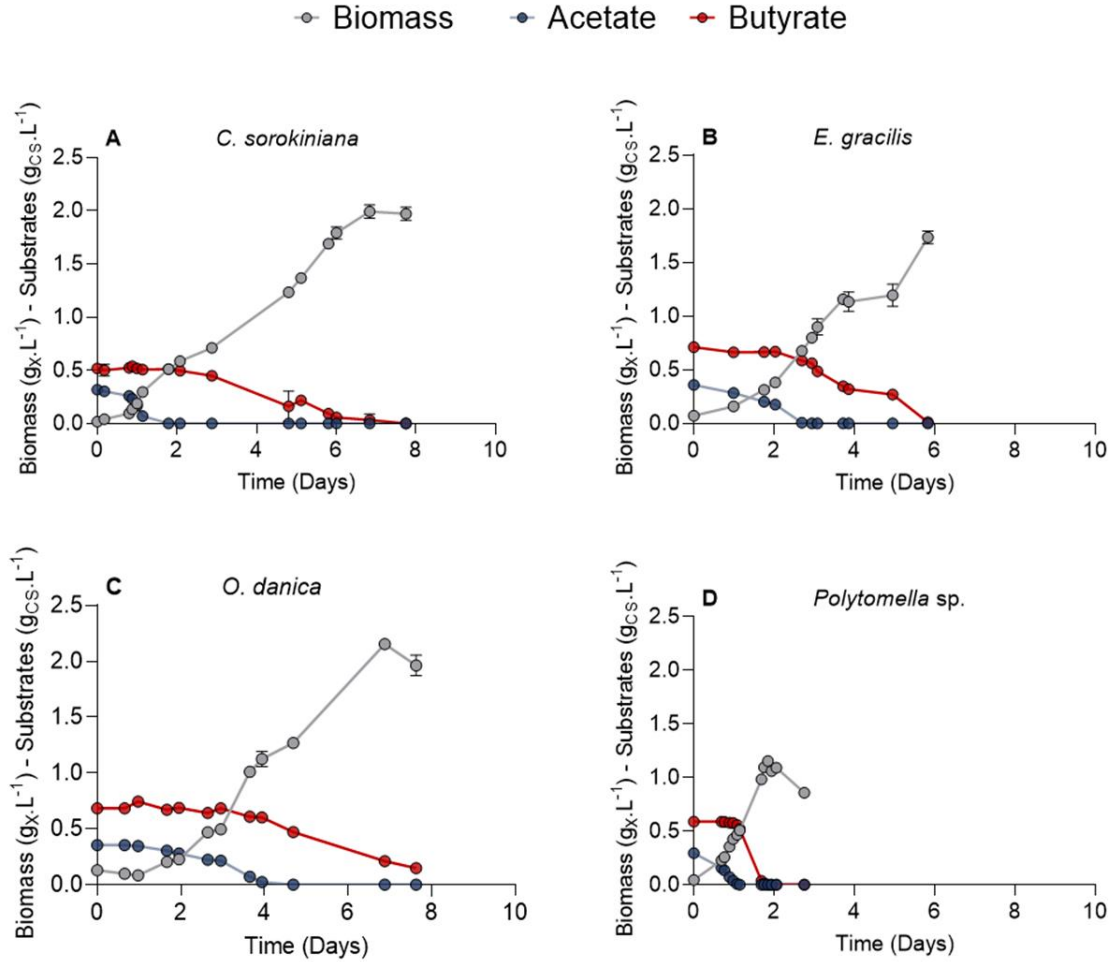 Biomass Acetate Butyrate
A C. sorokiniana
Biomass (gX.L-1) - Substrates (gCS.L-1)
2.5
2.0
1.5
1.0
0.5
0.0
0 2 4 6 8 10
Time (Days)
B E. gracilis
Biomass (gX.L-1) - Substrates (gCS.L-1)
2.5
2.0
1.5
1.0
0.5
0.0
0 2 4 6 8 10
Time (Days)
C O. danica
Biomass (gX.L-1) - Substrates (gCS.L-1)
2.5
2.0
1.5
1.0
0.5
0.0
0 2 4 6 8 10
Time (Days)
D Polytomella sp.
Biomass (gX.L-1) - Substrates (gCS.L-1)
2.5
2.0
1.5
1.0
0.5
0.0
0 2 4 6 8 10
Time (Days)